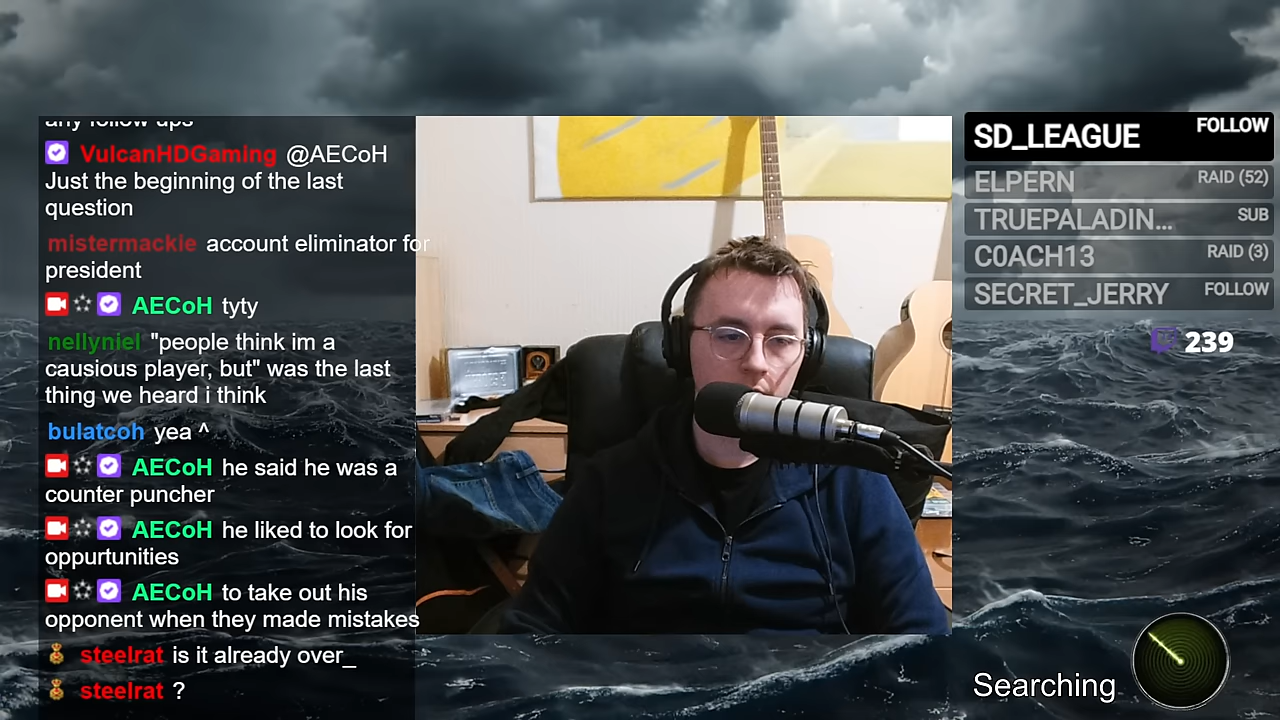 any follow ups
VulcanHDGaming @AECoH
Just the beginning of the last
question
mistermackie account eliminator for
president
AECoH tyty
nellyniel "people think im a
causious player, but" was the last
thing we heard i think
bulatcoh yea ^
AECoH he said he was a
counter puncher
AECoH he liked to look for
oppurtunities
AECoH to take out his
opponent when they made mistakes
steelrat is it already over_
steelrat ?
SD_LEAGUE FOLLOW
ELPERN RAID (52)
TRUEPALADIN... SUB
C0ACH13 RAID (3)
SECRET_JERRY FOLLOW
239
Searching